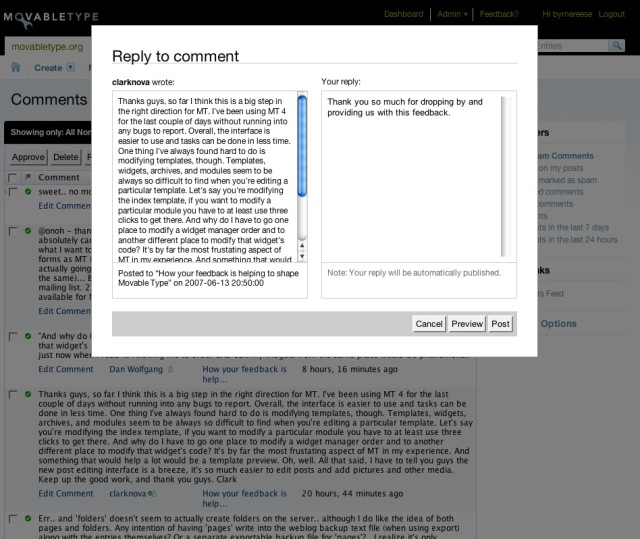 MOVABLETYPE
Dashboard
Admin
Feedback?
Hi byrnereese
Logout
movabletype.org
Entries
Create
Comments
Reply to comment
clarknova wrote:
Thanks guys, so far I think this is a big step in
the right direction for MT. I've been using MT 4
for the last couple of days without running into
any bugs to report. Overall, the interface is
easier to use and tasks can be done in less time.
One thing I've always found hard to do is
modifying templates, though. Templates,
widgets, archives, and modules seem to be
always so difficult to find when you're editing a
particular template. Let's say you're modifying
the index template, if you want to modify a
particular module you have to at least use three
clicks to get there. And why do I have to go one
place to modify a widget manager order and to
another different place to modify that widget's
code? It's by far the most frustating aspect of
MT in my experience. And something that would
Posted to "How your feedback is helping to shape
Movable Type" on 2007-06-13 20:50:00
Your reply:
Thank you so much for dropping by and
providing us with this feedback.
Note: Your reply will be automatically published.
Cancel
Preview
Post
Showing only: All Non
Approve
Delete
Comment
sweet.. no mo
Edit Commen
@onoh – than
absolutely car
what I want to
forms as MT i
actually going
the same)... B
mailing list. 2
available for M
Edit Commen
"And why do I
that widget's
just now when
Edit Comment
Dan Wolfgang
How your feedback is
help...
8 hours, 16 minutes ago
Thanks guys, so far I think this is a big step in the right direction for MT. I've been using MT 4 for the last
couple of days without running into any bugs to report. Overall, the interface is easier to use and tasks can be
done in less time. One thing I've always found hard to do is modifying templates, though. Templates, widgets,
archives, and modules seem to be always so difficult to find when you're editing a particular template. Let's say
you're modifying the index template, if you want to modify a particular module you have to at least use three
clicks to get there. And why do I have to go one place to modify a widget manager order and to another
different place to modify that widget's code? It's by far the most frustating aspect of MT in my experience. And
something that would help a lot would be a template preview. Oh, well. All that said, I have to tell you guys the
new post editing interface is a breeze, it's so much easier to edit posts and add pictures and other media.
Keep up the good work, and thank you guys. Clark
Edit Comment
clarknova
How your feedback is
help...
20 hours, 44 minutes ago
Err.. and 'folders' doesn't seem to actually create folders on the server.. although I do like the idea of both
pages and folders. Any intention of having 'pages' write into the weblog backup text file (when using export)
along with the entries themselves? Or a separate exportable backup file for 'pages'?.. I realize it's only
ers
am Comments
on my posts
marked as spam
d comments
comments
nts
ts in the last 7 days
ts in the last 24 hours
ks
ts Feed
Options